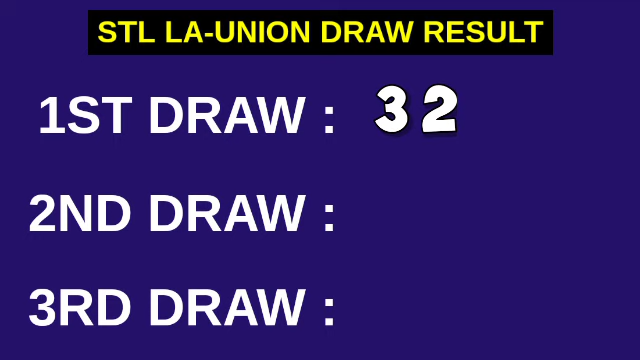 STL LA-UNION DRAW RESULT
1ST DRAW : 3 2
2ND DRAW :
3RD DRAW :